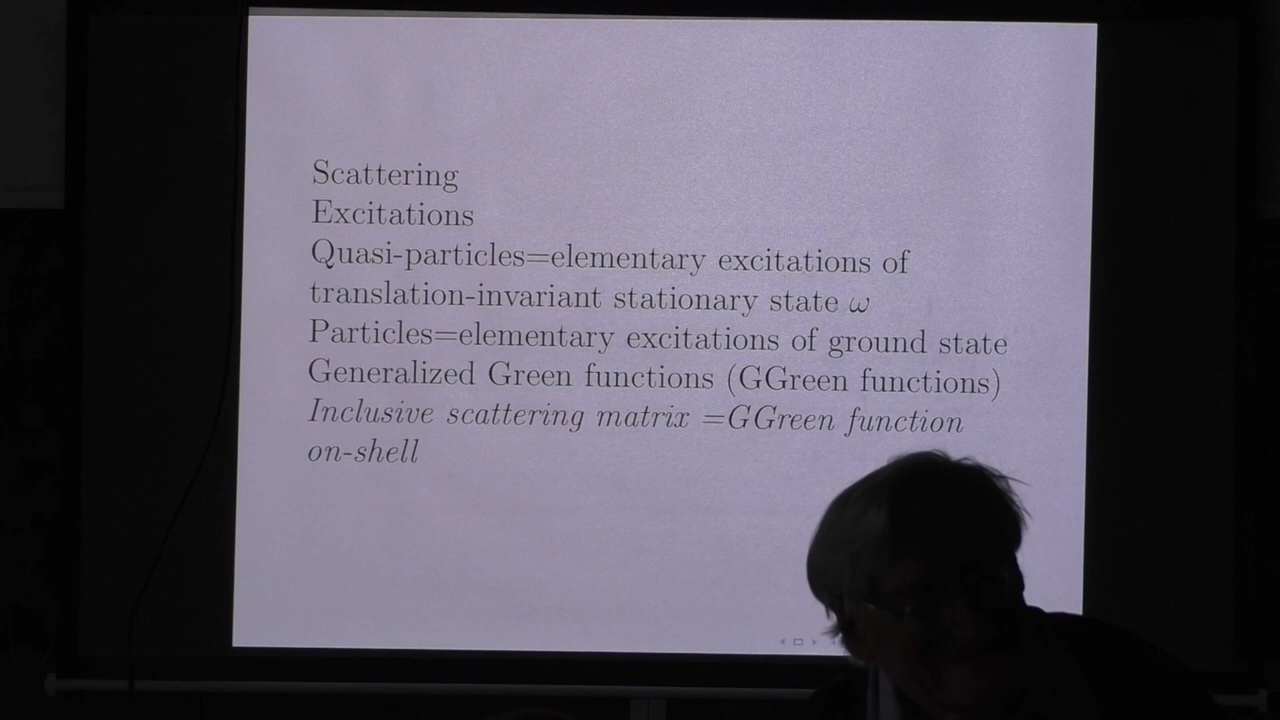 Scattering
Excitations
Quasi-particles=elementary excitations of
translation-invariant stationary state ω
Particles=elementary excitations of ground state
Generalized Green functions (GGreen functions)
Inclusive scattering matrix =GGreen function
on-shell